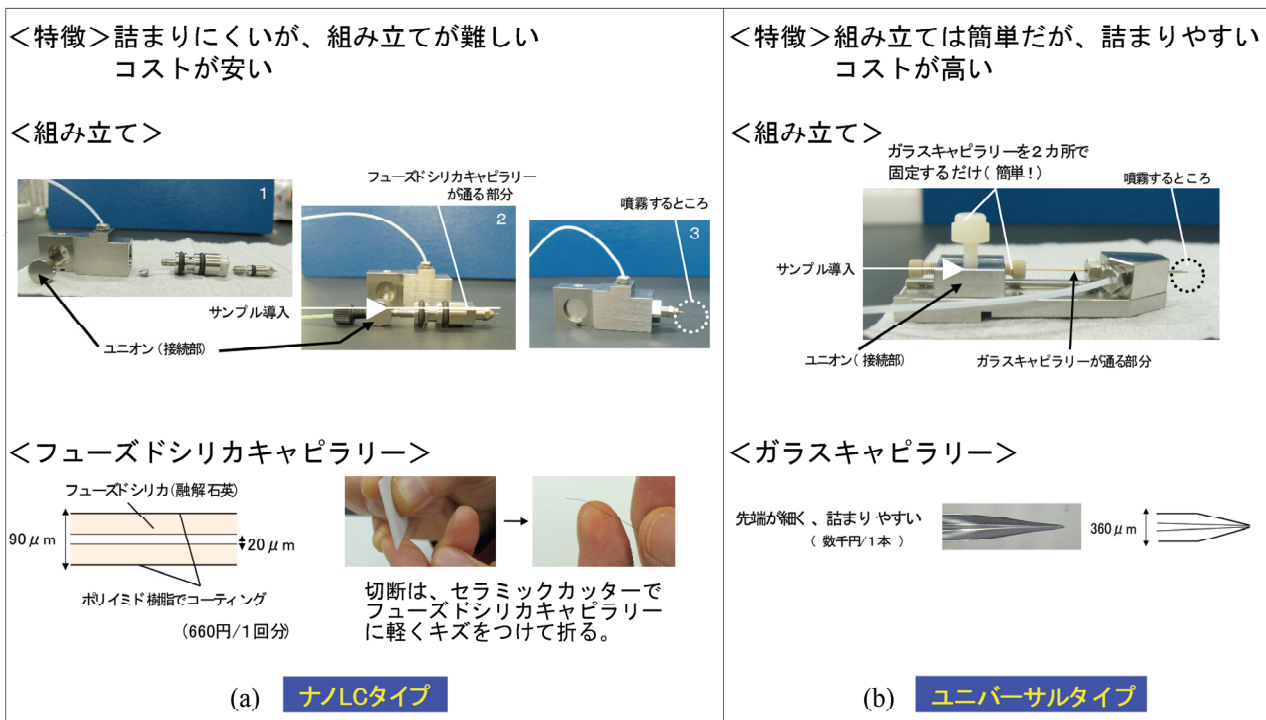 <特徴>詰まりにくいが、組み立てが難しい
コストが安い
<組み立て>
1
フューズドシリカキャピラリー
が通る部分
2
噴霧するところ
3
サンプル導入
ユニオン(接続部)
<フューズドシリカキャピラリー>
フューズドシリカ(融解石英)
90μm
20μm
ポリイミド樹脂でコーティング
(660円/1回分)
切断は、セラミックカッターで
フューズドシリカキャピラリー
に軽くキズをつけて折る。
(a) ナノLCタイプ
<特徴>組み立ては簡単だが、詰まりやすい
コストが高い
<組み立て>
ガラスキャピラリーを2カ所で
固定するだけ(簡単!)
噴霧するところ
サンプル導入
ユニオン(接続部)
ガラスキャピラリーが通る部分
<ガラスキャピラリー>
先端が細く、詰まりやすい
(数千円/1本)
360μm
(b) ユニバーサルタイプ